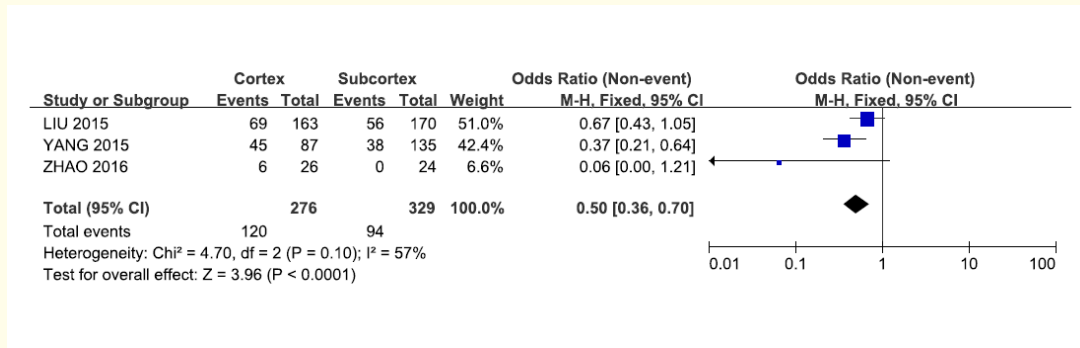 Cortex Subcortex Odds Ratio (Non-event) Odds Ratio (Non-event)
Study or Subgroup Events Total Events Total Weight M-H, Fixed, 95% CI M-H, Fixed, 95% CI
LIU 2015 69 163 56 170 51.0% 0.67 [0.43, 1.05]
YANG 2015 45 87 38 135 42.4% 0.37 [0.21, 0.64]
ZHAO 2016 6 26 0 24 6.6% 0.06 [0.00, 1.21]
Total (95% CI) 276 329 100.0% 0.50 [0.36, 0.70]
Total events 120 94
Heterogeneity: Chi² = 4.70, df = 2 (P = 0.10); I² = 57%
Test for overall effect: Z = 3.96 (P < 0.0001)
0.01 0.1 1 10 100